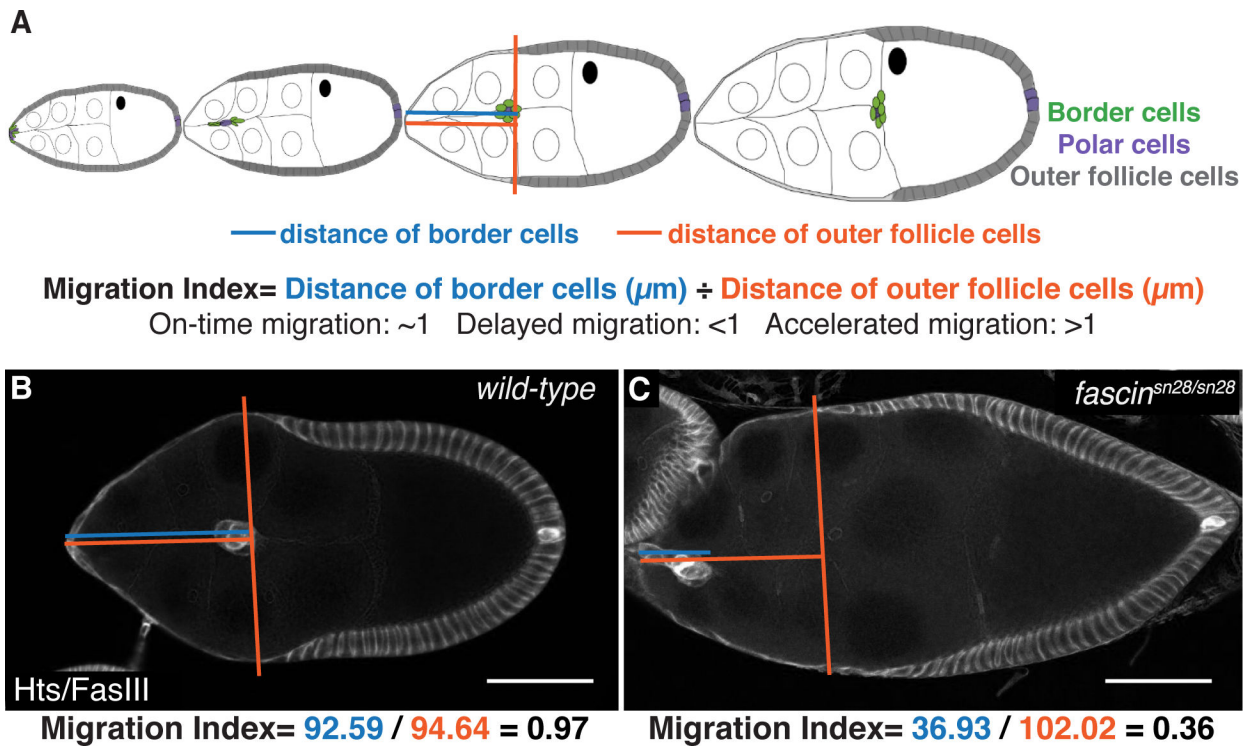 A
Border cells
Polar cells
Outer follicle cells
distance of border cells
distance of outer follicle cells
Migration Index= Distance of border cells (µm) ÷ Distance of outer follicle cells (µm)
On-time migration: ~1 Delayed migration: <1 Accelerated migration: >1
B
wild-type
Hts/FasIII
Migration Index= 92.59 / 94.64 = 0.97
C
fascin^sn28/sn28
Migration Index= 36.93 / 102.02 = 0.36